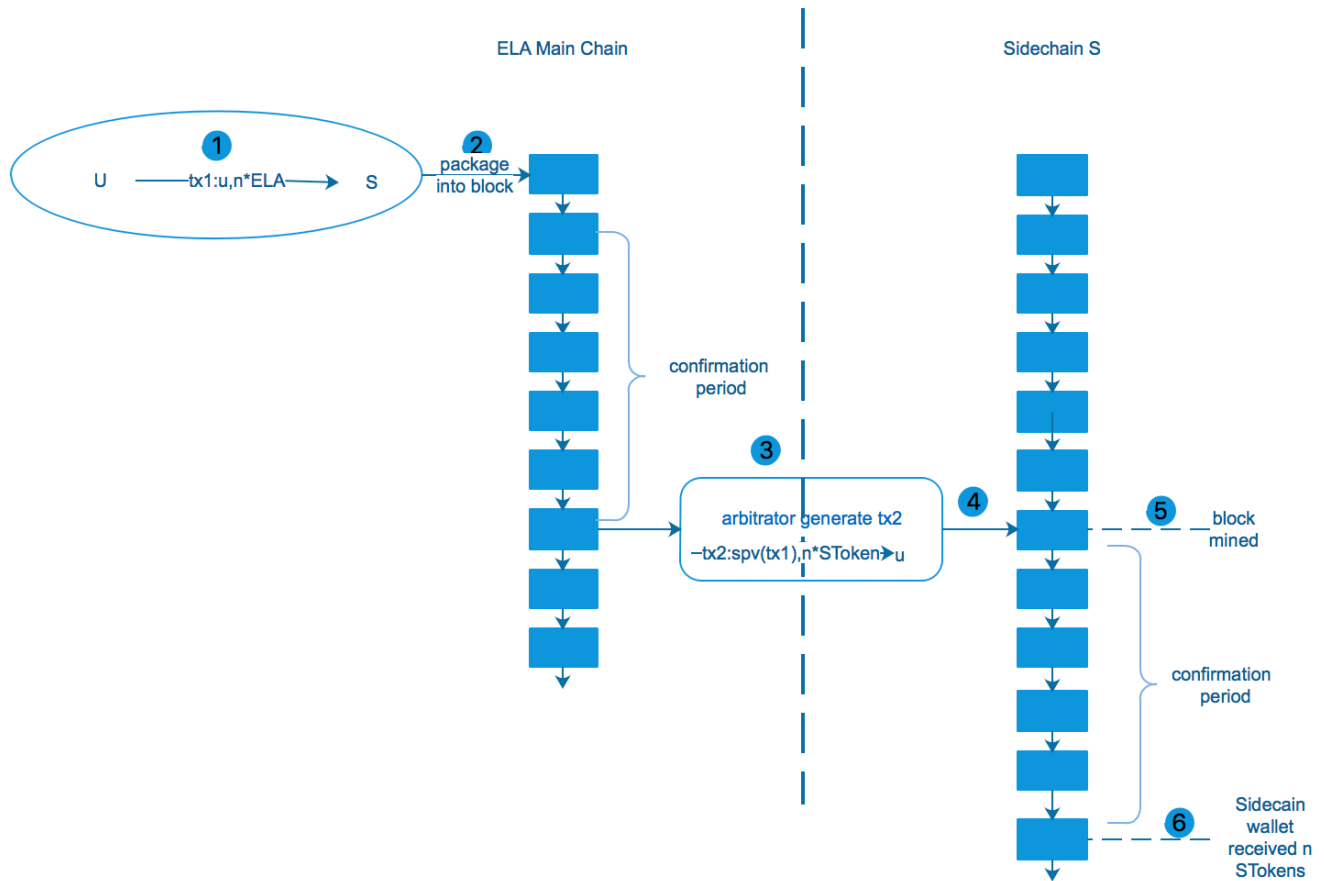 ELA Main Chain
Sidechain S
1
2
U
tx1:u,n*ELA
S
package
into block
confirmation
period
3
arbitrator generate tx2
tx2:spv(tx1),n*SToken
u
4
5
block
mined
confirmation
period
6
Sidecain
wallet
received n
STokens